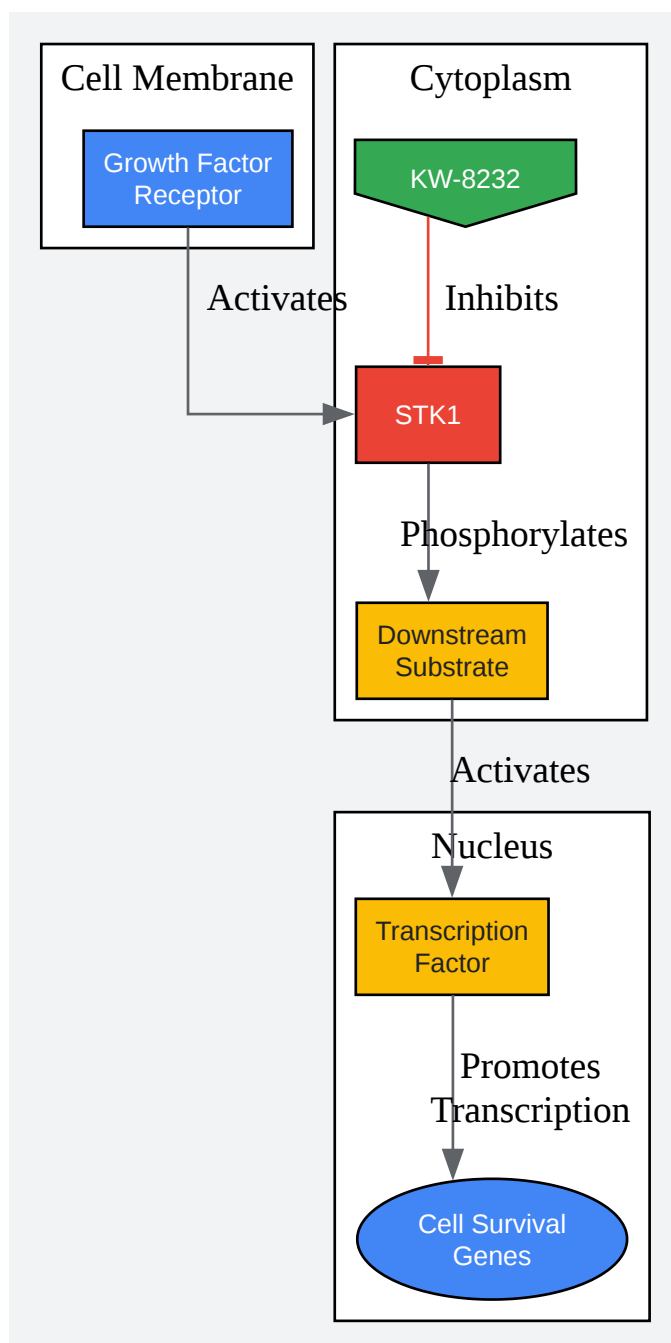 Cell Membrane
Growth Factor
Receptor
Cytoplasm
KW-8232
Activates
Inhibits
STK1
Phosphorylates
Downstream
Substrate
Activates
Nucleus
Transcription
Factor
Promotes
Transcription
Cell Survival
Genes